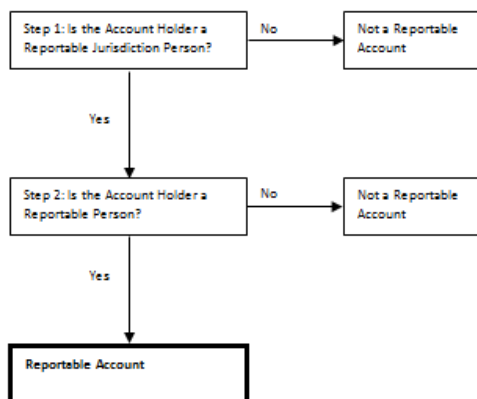 Step 1: Is the Account Holder a
Reportable Jurisdiction Person?
No
Not a Reportable
Account
Yes
Step 2: Is the Account Holder a
Reportable Person?
No
Not a Reportable
Account
Yes
Reportable Account